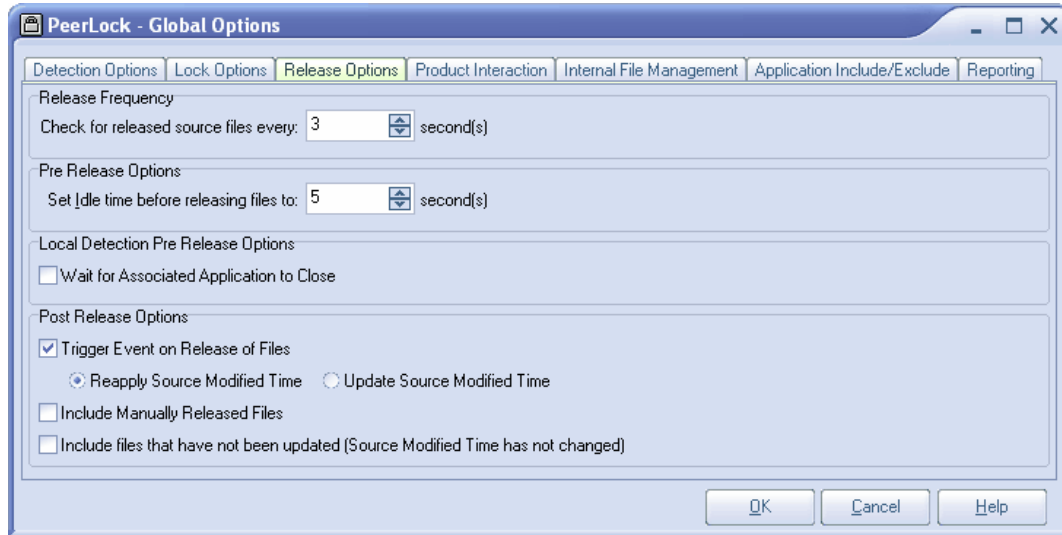 PeerLock - Global Options
Detection Options Lock Options Release Options Product Interaction Internal File Management Application Include/Exclude Reporting
Release Frequency
Check for released source files every: 3 second(s)
Pre Release Options
Set Idle time before releasing files to: 5 second(s)
Local Detection Pre Release Options
Wait for Associated Application to Close
Post Release Options
Trigger Event on Release of Files
Reapply Source Modified Time Update Source Modified Time
Include Manually Released Files
Include files that have not been updated (Source Modified Time has not changed)
OK Cancel Help